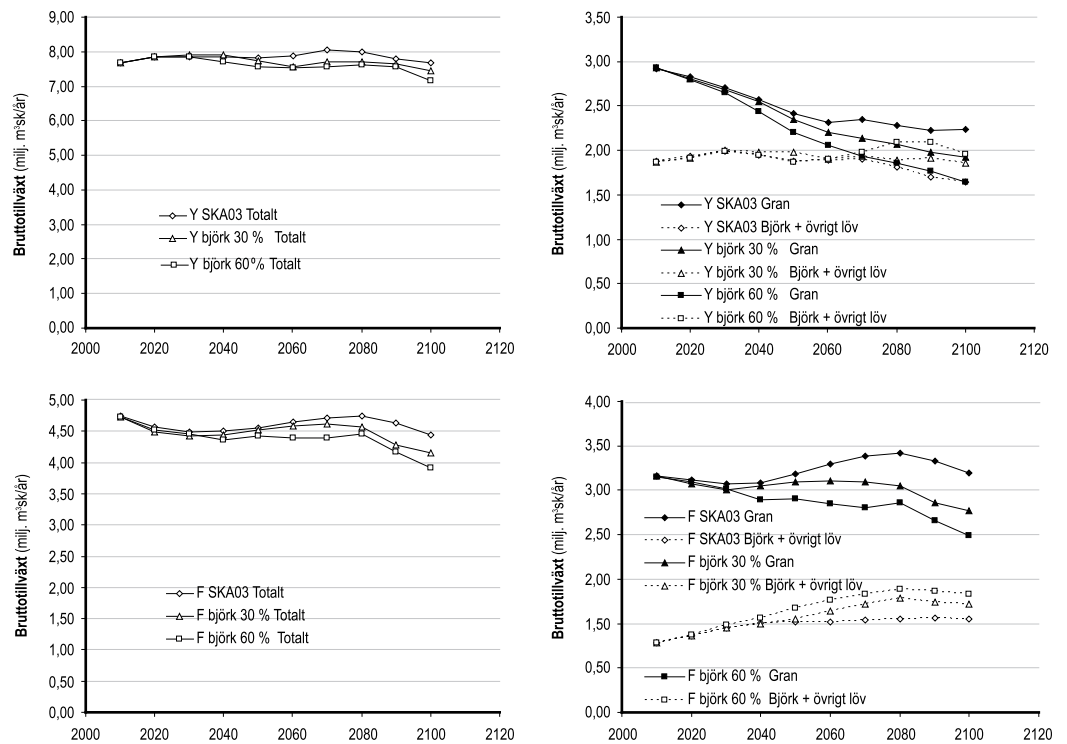 9,00
8,00
7,00
6,00
5,00
4,00
3,00
2,00
1,00
0,00
Bruttotillväxt (milj. m³sk/år)
Y SKA03 Totalt
Y björk 30 % Totalt
Y björk 60% Totalt
2000 2020 2040 2060 2080 2100 2120
3,50
3,00
2,50
2,00
1,50
1,00
0,50
0,00
Bruttotillväxt (milj. m³sk/år)
Y SKA03 Gran
Y SKA03 Björk + övrigt löv
Y björk 30 % Gran
Y björk 30 % Björk + övrigt löv
Y björk 60 % Gran
Y björk 60 % Björk + övrigt löv
2000 2020 2040 2060 2080 2100 2120
5,00
4,50
4,00
3,50
3,00
2,50
2,00
1,50
1,00
0,50
0,00
Bruttotillväxt (milj. m³sk/år)
F SKA03 Totalt
F björk 30 % Totalt
F björk 60 % Totalt
2000 2020 2040 2060 2080 2100 2120
4,00
3,50
3,00
2,50
2,00
1,50
1,00
0,50
0,00
Bruttotillväxt (milj. m³sk/år)
F SKA03 Gran
F SKA03 Björk + övrigt löv
F björk 30 % Gran
F björk 30 % Björk + övrigt löv
F björk 60 % Gran
F björk 60 % Björk + övrigt löv
2000 2020 2040 2060 2080 2100 2120